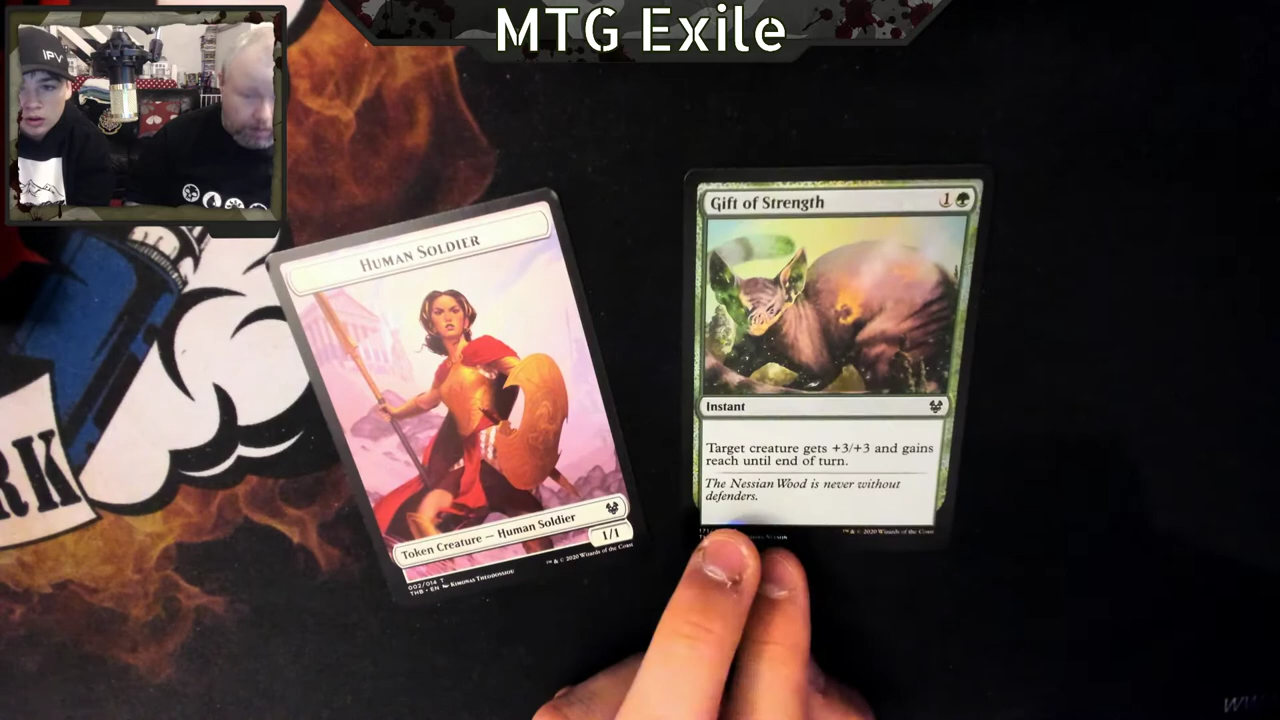 MTG Exile
IPV
HUMAN SOLDIER
Token Creature — Human Soldier
1/1
002/014 T
THB • EN KIMONAS THEODOSSIOU
™ & © 2020 Wizards of the Coast
Gift of Strength
1
Instant
Target creature gets +3/+3 and gains
reach until end of turn.
The Nessian Wood is never without
defenders.
™ & © 2020 Wizards of the Coast
RK